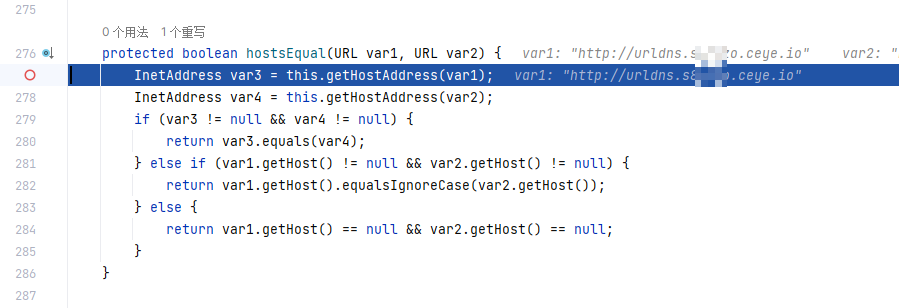 275
0 个用法 1 个重写
276 protected boolean hostsEqual(URL var1, URL var2) { var1: "http://urldns.s o.ceye.io" var2: "
InetAddress var3 = this.getHostAddress(var1); var1: "http://urldns.s8 .ceye.io"
278 InetAddress var4 = this.getHostAddress(var2);
279 if (var3 != null && var4 != null) {
280 return var3.equals(var4);
281 } else if (var1.getHost() != null && var2.getHost() != null) {
282 return var1.getHost().equalsIgnoreCase(var2.getHost());
283 } else {
284 return var1.getHost() == null && var2.getHost() == null;
285 }
286 }
287